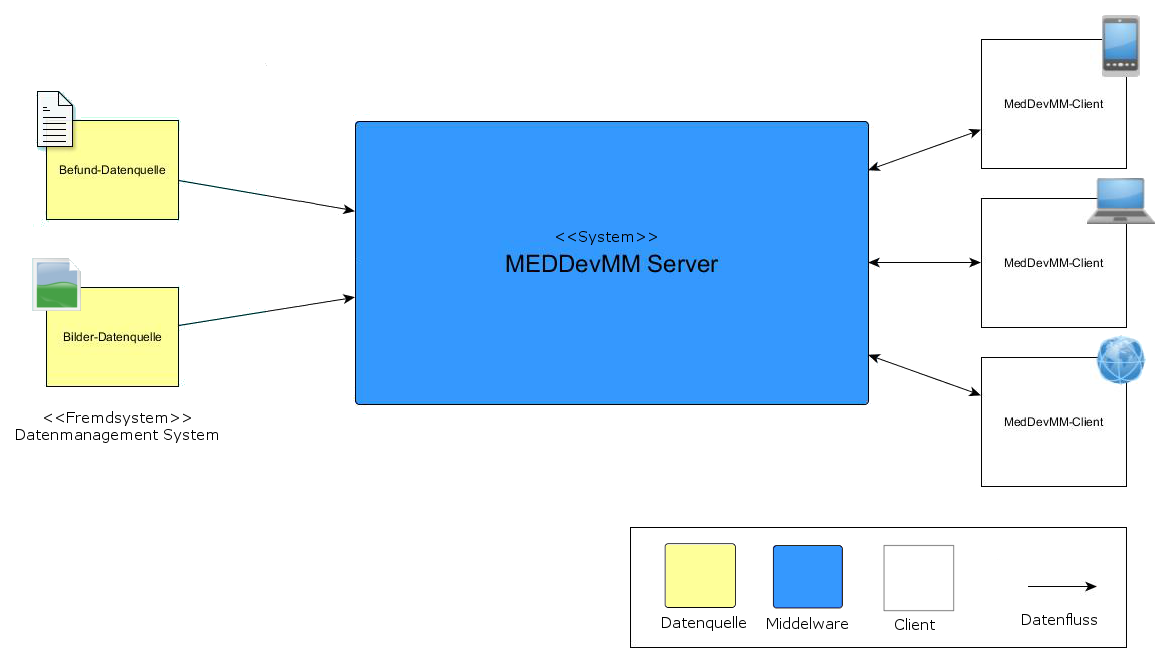 Befund-Datenquelle
Bilder-Datenquelle
<<Fremdsystem>>
Datenmanagement System
<<System>>
MEDDevMM Server
MedDevMM-Client
MedDevMM-Client
MedDevMM-Client
Datenquelle
Middelware
Client
Datenfluss